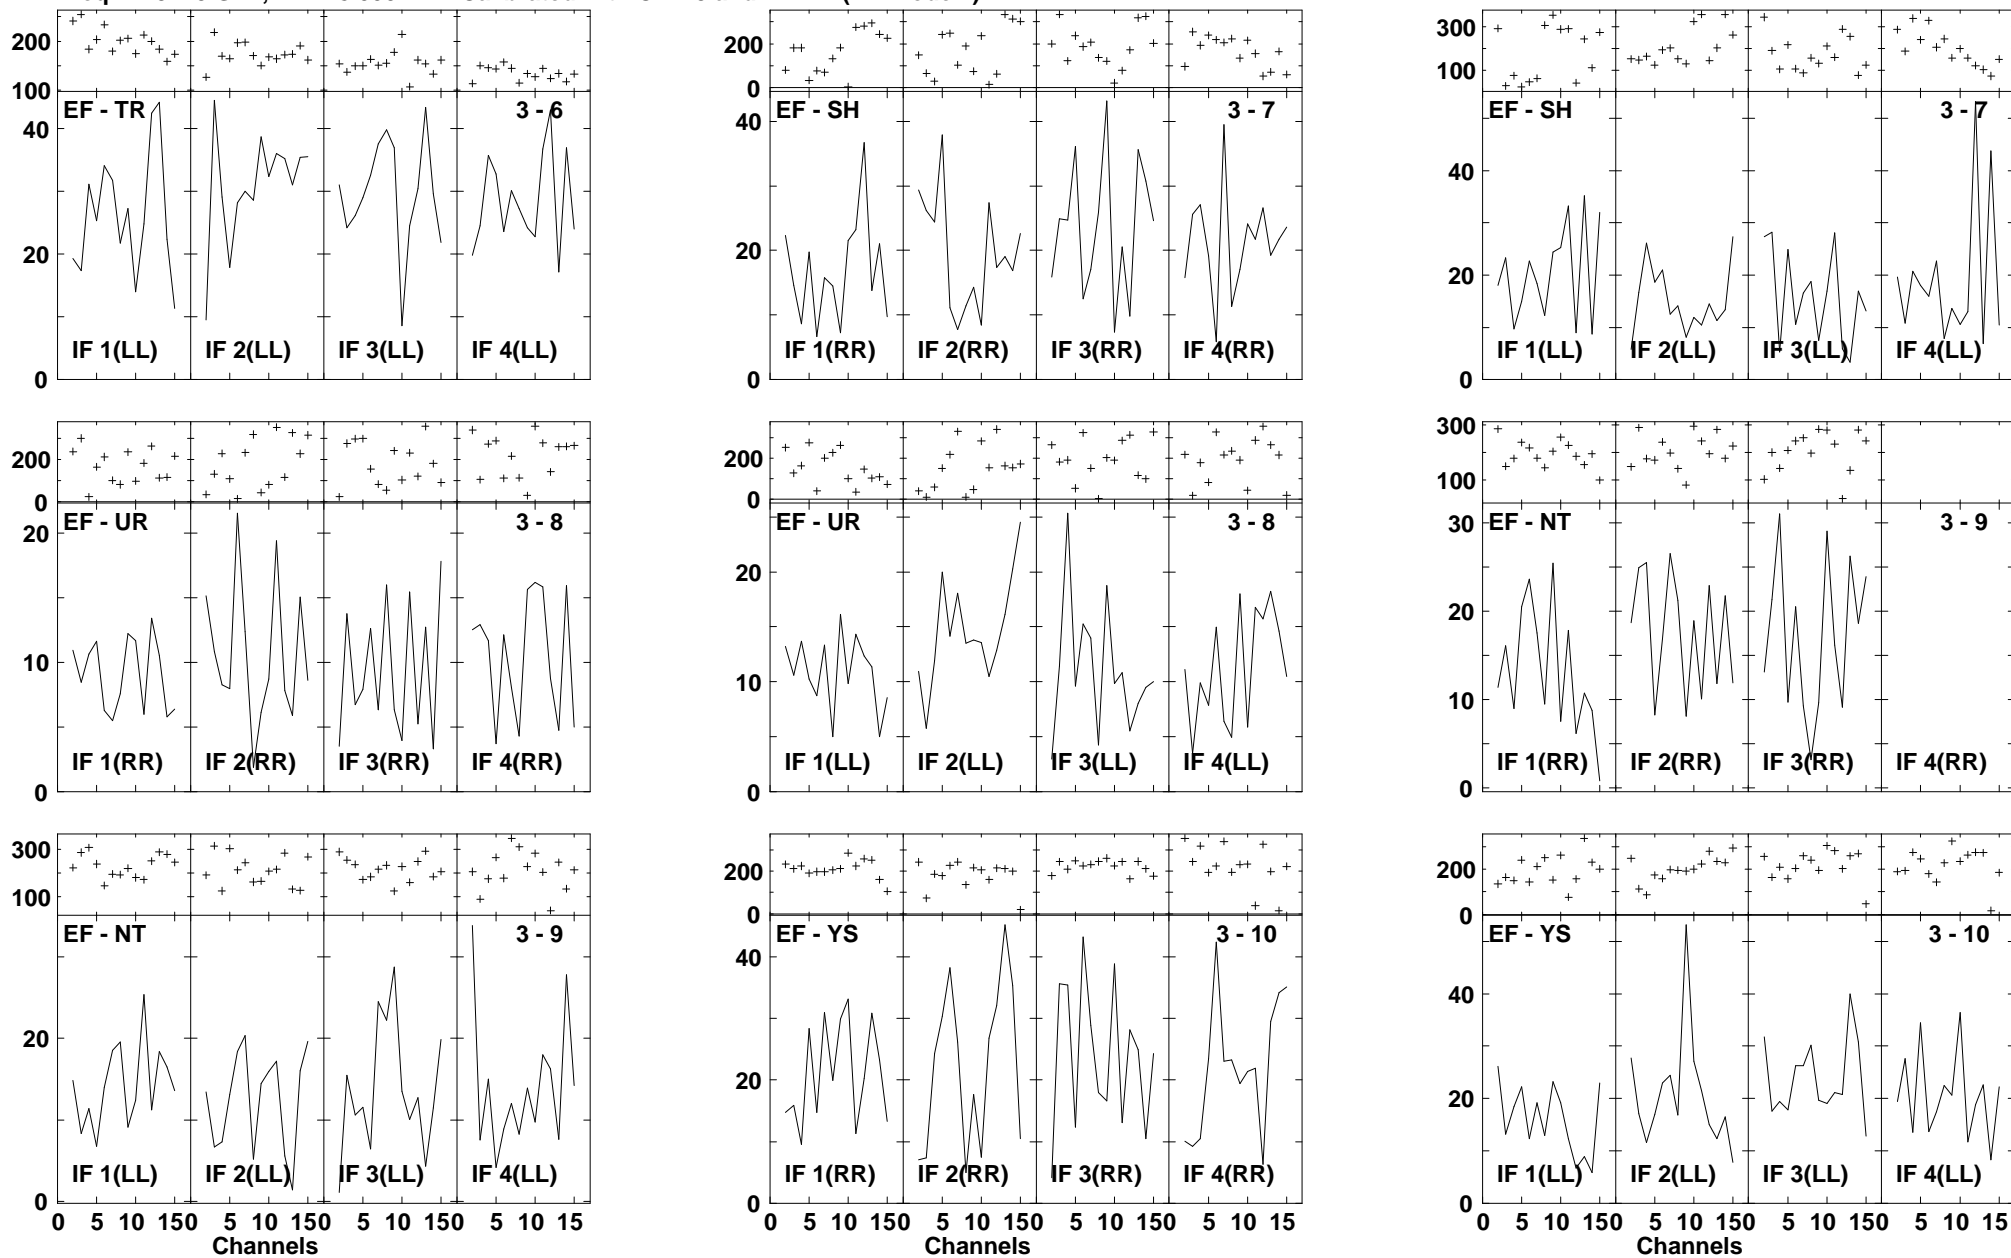 200
100
EF - TR
3 - 6
40
20
0
IF 1(LL)
IF 2(LL)
IF 3(LL)
IF 4(LL)
200
0
EF - SH
3 - 7
40
20
0
IF 1(RR)
IF 2(RR)
IF 3(RR)
IF 4(RR)
300
100
EF - SH
3 - 7
40
20
0
IF 1(LL)
IF 2(LL)
IF 3(LL)
IF 4(LL)
200
0
EF - UR
3 - 8
20
10
0
IF 1(RR)
IF 2(RR)
IF 3(RR)
IF 4(RR)
200
0
EF - UR
3 - 8
20
10
0
IF 1(LL)
IF 2(LL)
IF 3(LL)
IF 4(LL)
300
100
EF - NT
3 - 9
30
20
10
0
IF 1(RR)
IF 2(RR)
IF 3(RR)
IF 4(RR)
300
100
EF - NT
3 - 9
20
0
IF 1(LL)
IF 2(LL)
IF 3(LL)
IF 4(LL)
0 5 10 150 5 10 150 5 10 150 5 10 15
Channels
200
0
EF - YS
3 - 10
40
20
0
IF 1(RR)
IF 2(RR)
IF 3(RR)
IF 4(RR)
0 5 10 150 5 10 150 5 10 150 5 10 15
Channels
200
0
EF - YS
3 - 10
40
20
0
IF 1(LL)
IF 2(LL)
IF 3(LL)
IF 4(LL)
0 5 10 150 5 10 150 5 10 150 5 10 15
Channels